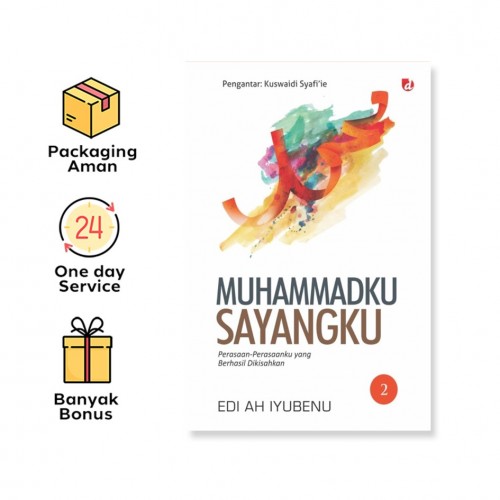 Packaging
Aman
24
One day
Service
Banyak
Bonus
Pengantar: Kuswaidi Syafi'ie
d
محمد
MUHAMMADKU
SAYANGKU
Perasaan-Perasaanku yang
Berhasil Dikisahkan
2
EDI AH IYUBENU